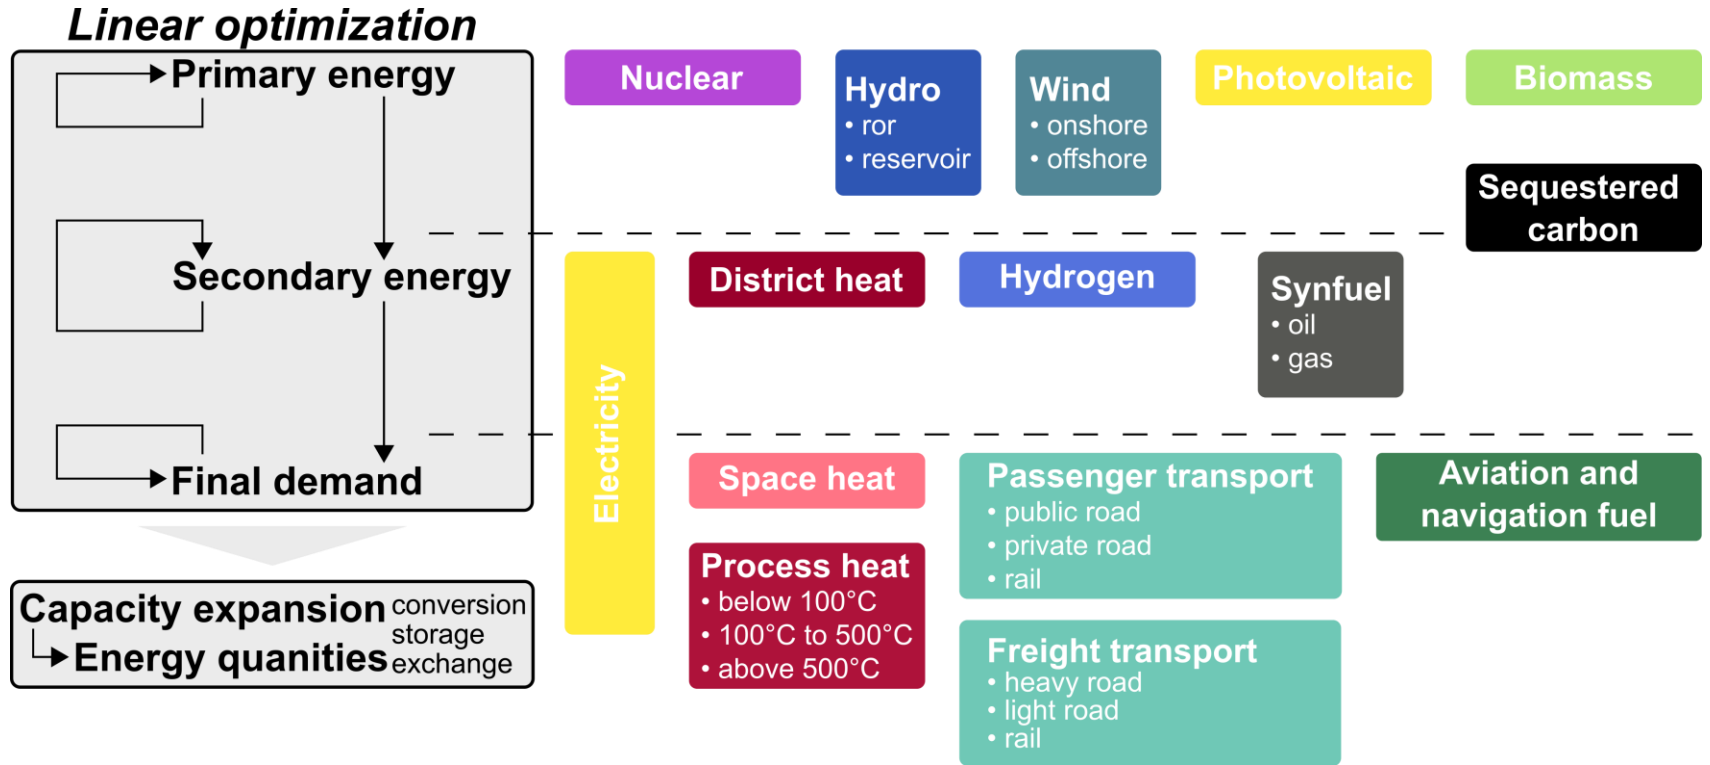 Linear optimization
Primary energy
Secondary energy
Final demand
Capacity expansion
Energy quanities
conversion
storage
exchange
Nuclear
Hydro
• ror
• reservoir
Wind
• onshore
• offshore
Photovoltaic
Biomass
Sequestered
carbon
Electricity
District heat
Hydrogen
Synfuel
• oil
• gas
Space heat
Process heat
• below 100°C
• 100°C to 500°C
• above 500°C
Passenger transport
• public road
• private road
• rail
Freight transport
• heavy road
• light road
• rail
Aviation and
navigation fuel